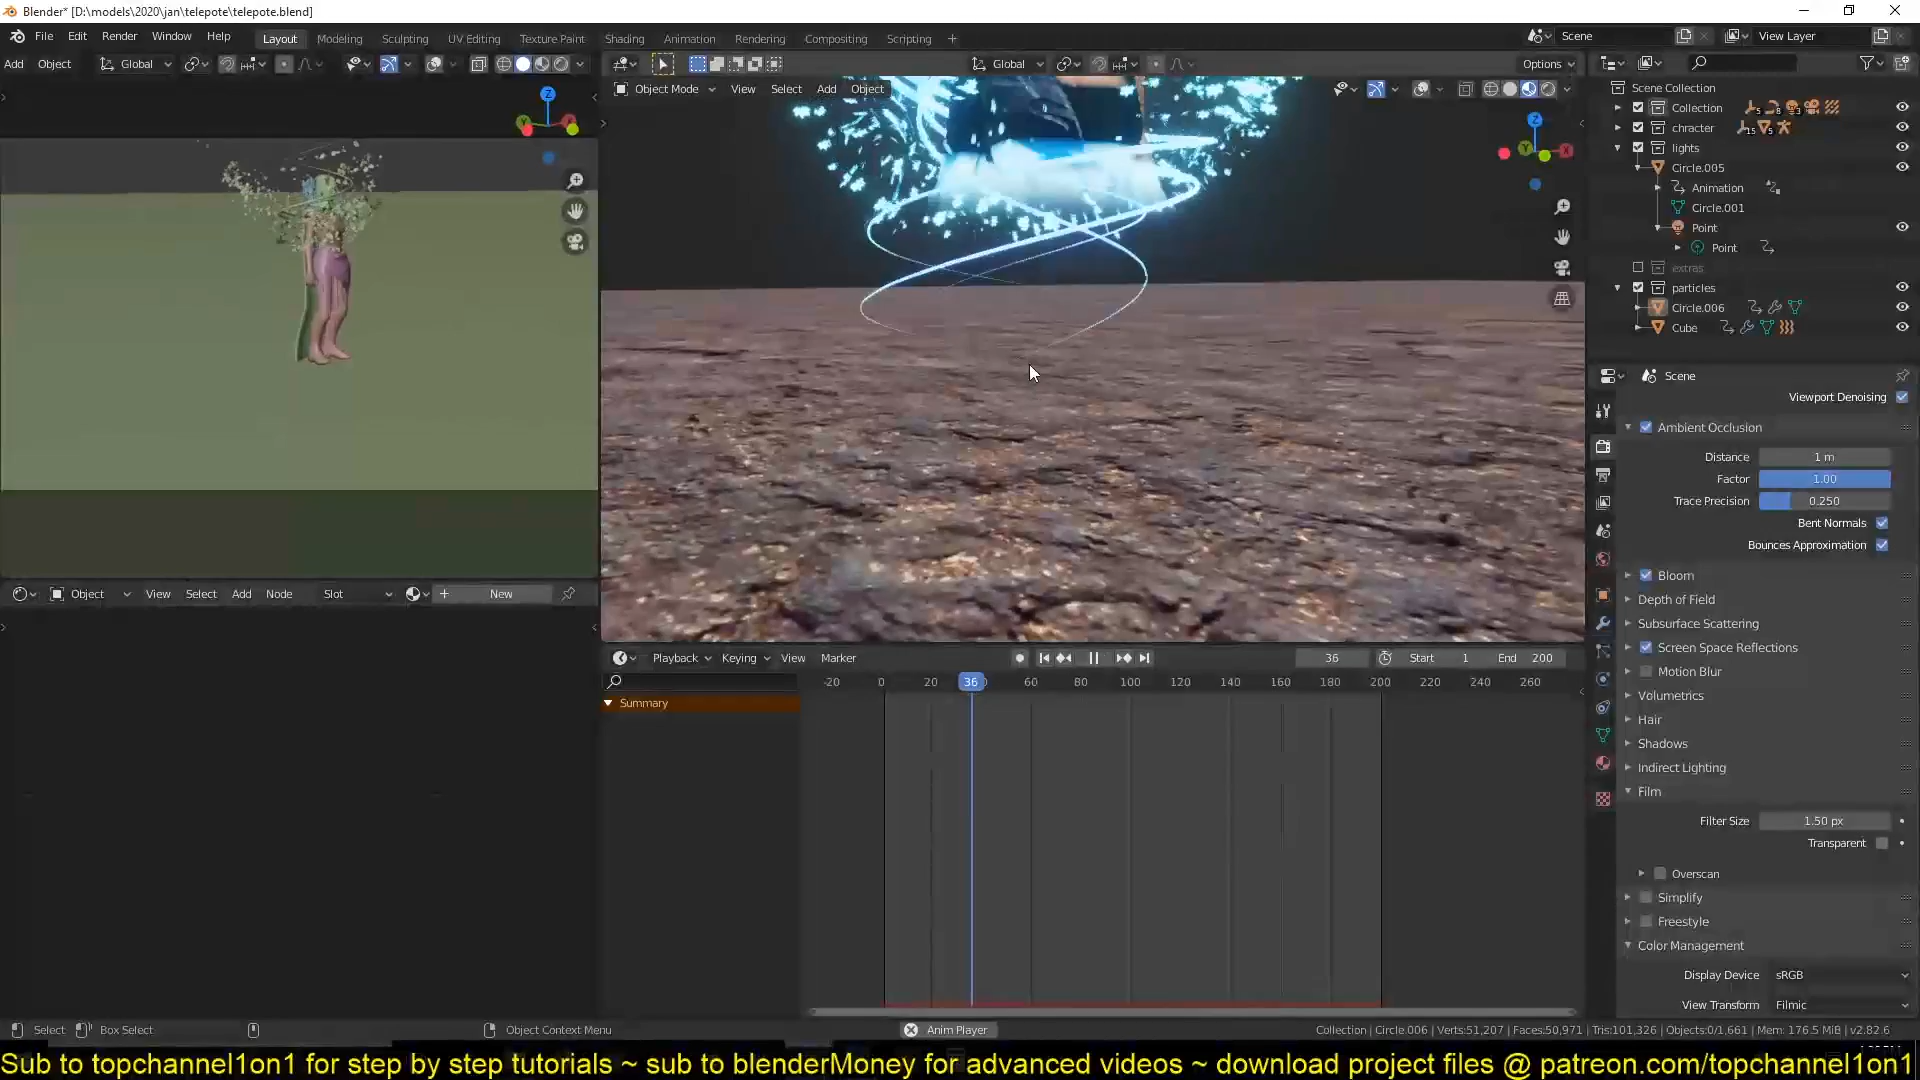 Blender* [D:\models\2020\jan\telepote\telepote.blend]
File Edit Render Window Help Layout Modeling Sculpting UV Editing Texture Paint Shading Animation Rendering Compositing Scripting + Scene View Layer
Add Object Global Global Options
Object Mode View Select Add Object
Scene Collection
Collection 5 8 3
chracter 15 5
lights
Circle.005
Animation
Circle.001
Point
Point
extras
particles
Circle.006
Cube
Z
Z
Y
X
Scene
Viewport Denoising
Ambient Occlusion
Distance 1 m
Factor 1.00
Trace Precision 0.250
Bent Normals
Bounces Approximation
Bloom
Depth of Field
Subsurface Scattering
Screen Space Reflections
Motion Blur
Volumetrics
Hair
Shadows
Indirect Lighting
Film
Filter Size 1.50 px
Transparent
Overscan
Simplify
Freestyle
Color Management
Display Device sRGB
View Transform Filmic
Object View Select Add Node Slot + New
Playback Keying View Marker 36 Start 1 End 200
-20 0 20 36 60 80 100 120 140 160 180 200 220 240 260
Summary
Select Box Select Object Context Menu Anim Player Collection | Circle.006 | Verts:51,207 | Faces:50,971 | Tris:101,326 | Objects:0/1,661 | Mem: 176.5 MiB | v2.82.6
Sub to topchannel1on1 for step by step tutorials ~ sub to blenderMoney for advanced videos ~ download project files @ patreon.com/topchannel1on1